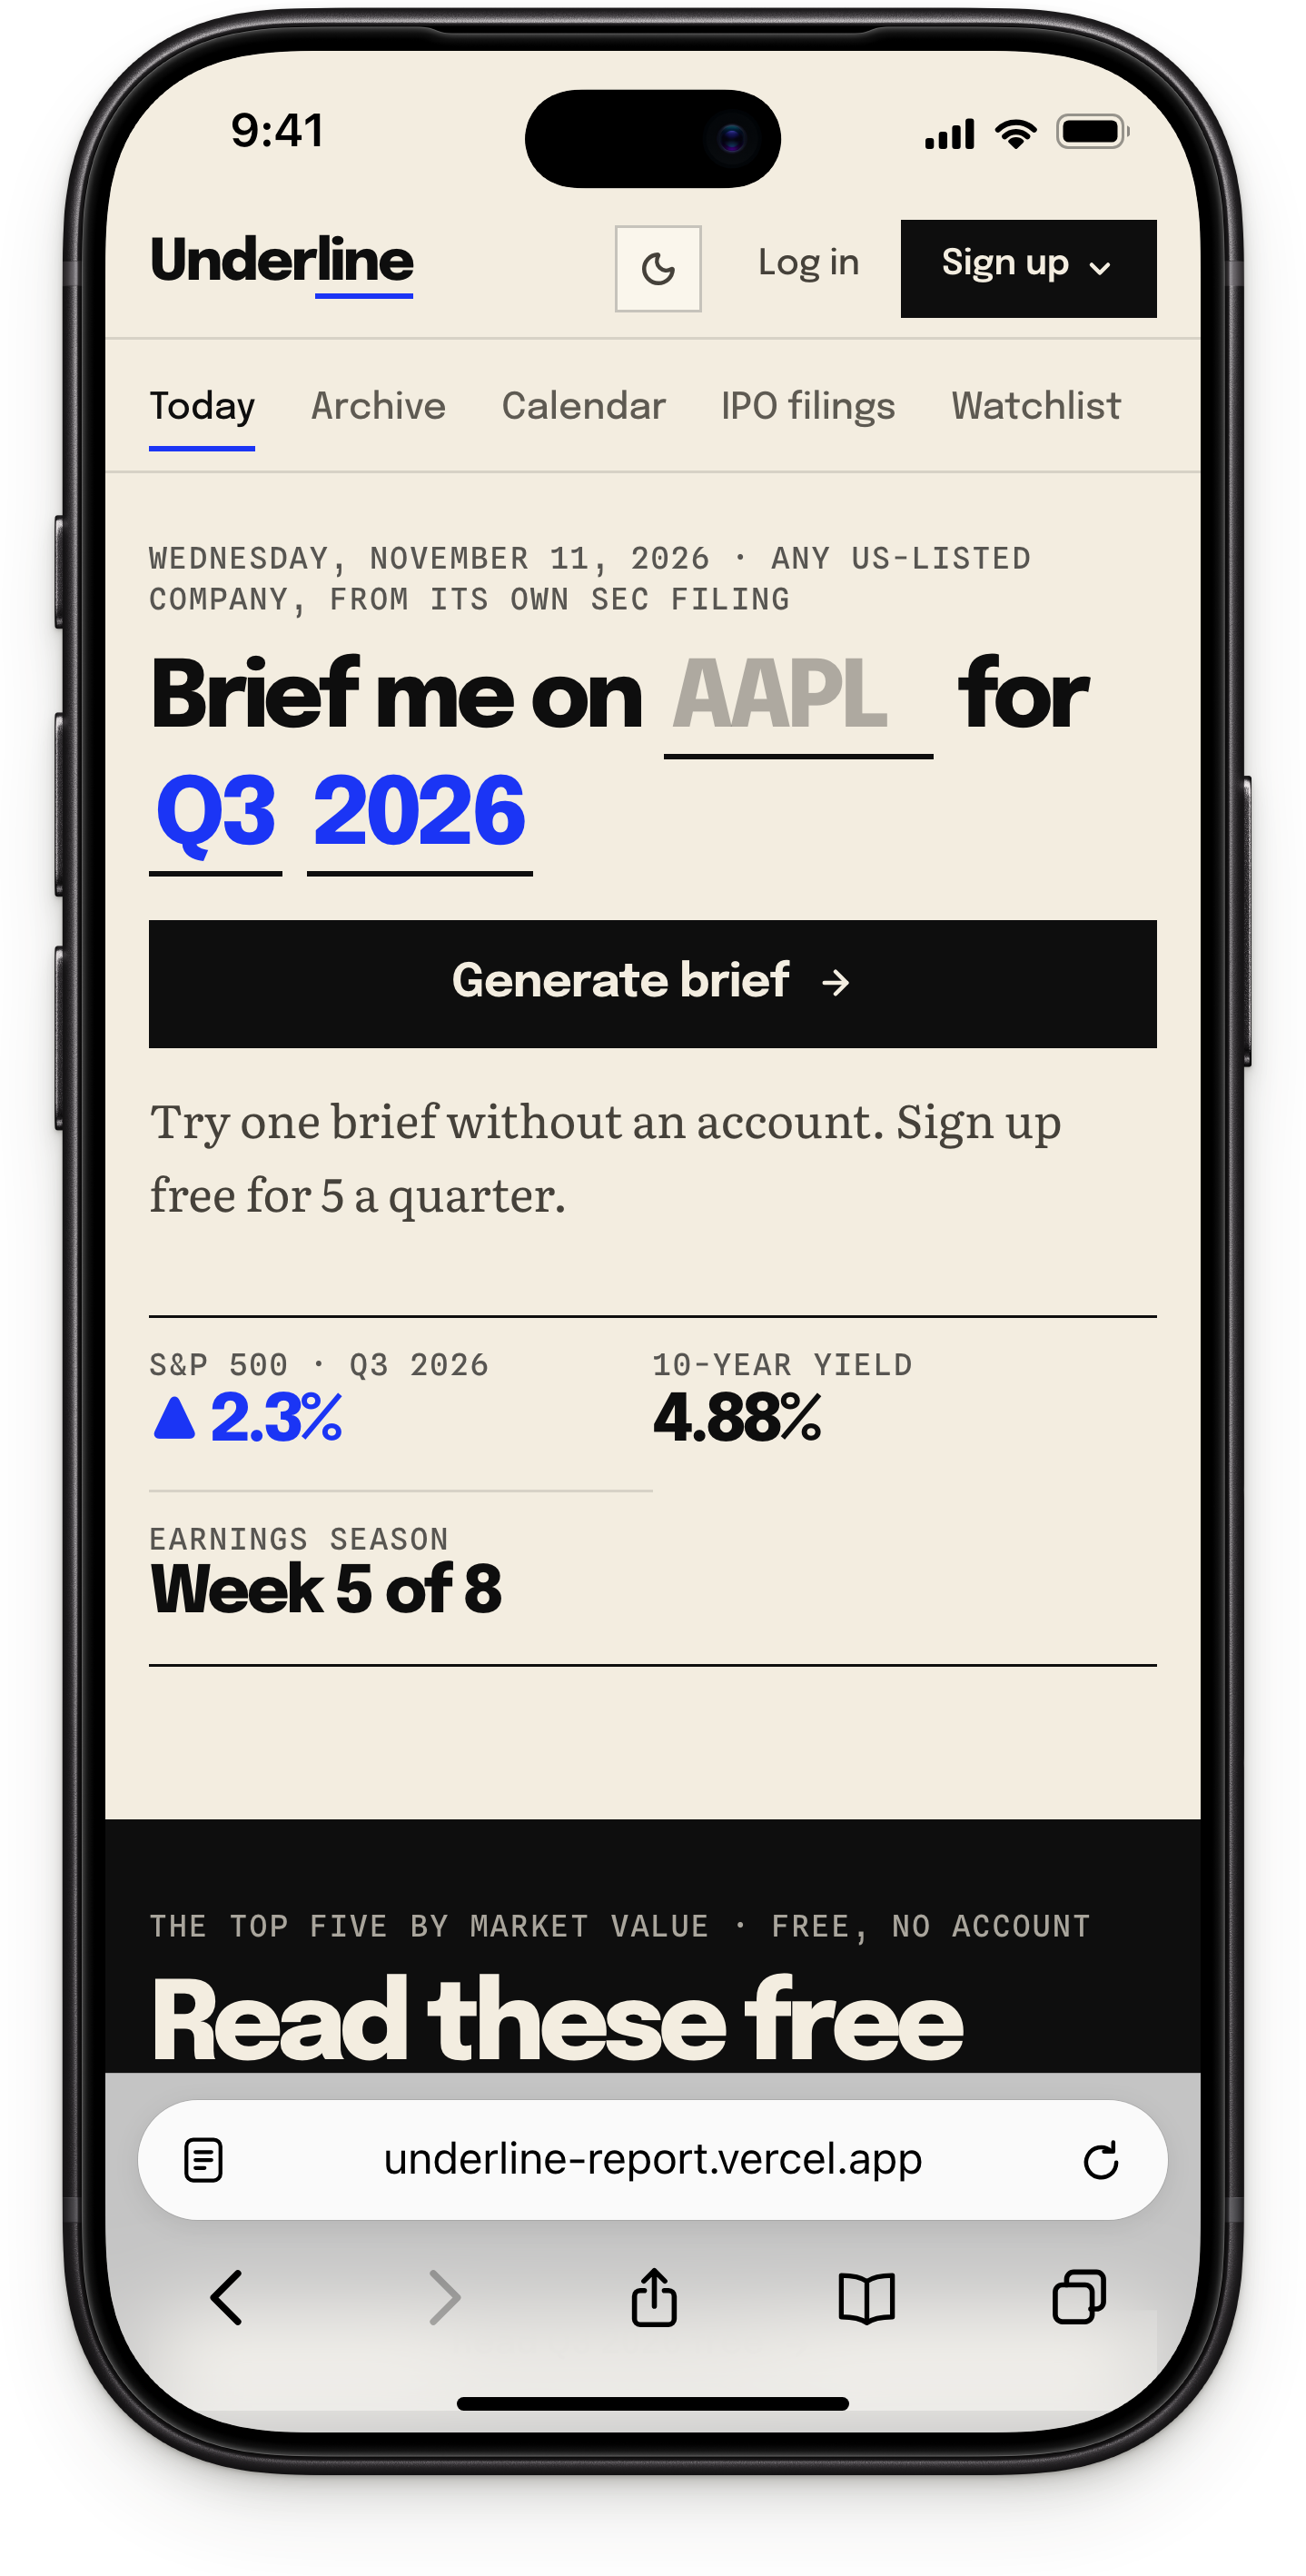 9:41
Underline
Log in
Sign up
Today Archive Calendar IPO filings Watchlist
WEDNESDAY, NOVEMBER 11, 2026 · ANY US-LISTED
COMPANY, FROM ITS OWN SEC FILING
Brief me on AAPL for
Q3 2026
Generate brief →
Try one brief without an account. Sign up
free for 5 a quarter.
S&P 500 · Q3 2026
▲ 2.3%
10-YEAR YIELD
4.88%
EARNINGS SEASON
Week 5 of 8
THE TOP FIVE BY MARKET VALUE · FREE, NO ACCOUNT
Read these free
underline-report.vercel.app